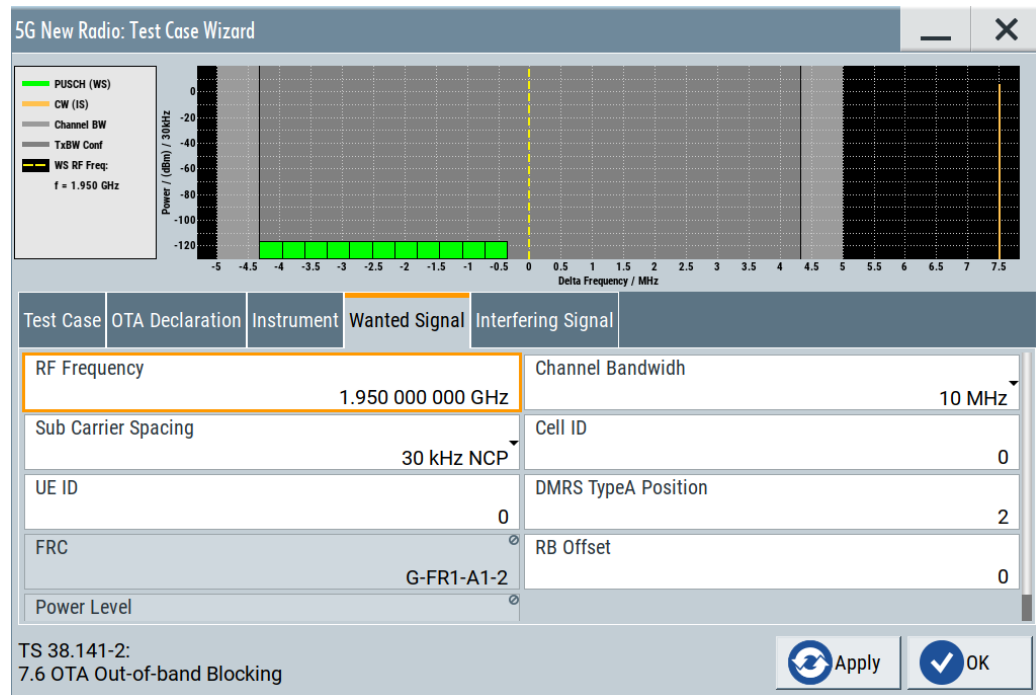 5G New Radio: Test Case Wizard
PUSCH (WS)
CW (IS)
Channel BW
TxBW Conf
WS RF Freq:
f = 1.950 GHz
Power / (dBm) / 30kHz
0
-20
-40
-60
-80
-100
-120
-5 -4.5 -4 -3.5 -3 -2.5 -2 -1.5 -1 -0.5 0 0.5 1 1.5 2 2.5 3 3.5 4 4.5 5 5.5 6 6.5 7 7.5
Delta Frequency / MHz
Test Case OTA Declaration Instrument Wanted Signal Interfering Signal
RF Frequency
1.950 000 000 GHz
Channel Bandwidh
10 MHz
Sub Carrier Spacing
30 kHz NCP
Cell ID
0
UE ID
0
DMRS TypeA Position
2
FRC
G-FR1-A1-2
RB Offset
0
Power Level
TS 38.141-2:
7.6 OTA Out-of-band Blocking
Apply
OK